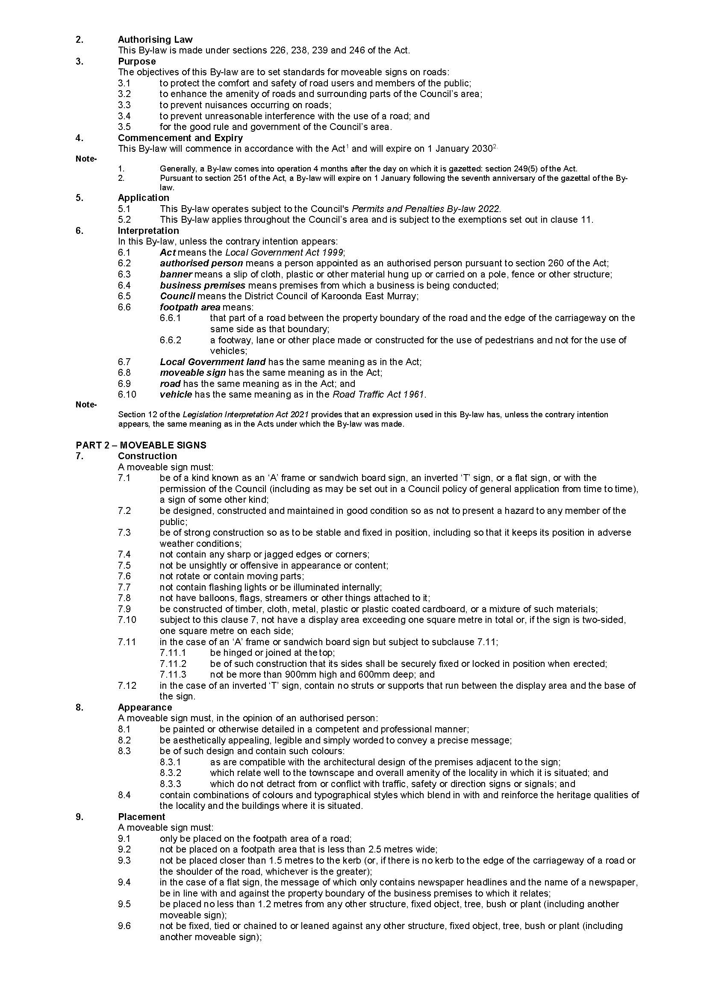 2. Authorising Law
This By-law is made under sections 226, 238, 239 and 246 of the Act.
3. Purpose
The objectives of this By-law are to set standards for moveable signs on roads:
3.1 to protect the comfort and safety of road users and members of the public;
3.2 to enhance the amenity of roads and surrounding parts of the Council's area;
3.3 to prevent nuisances occurring on roads;
3.4 to prevent unreasonable interference with the use of a road; and
3.5 for the good rule and government of the Council's area.
4. Commencement and Expiry
This By-law will commence in accordance with the Act1 and will expire on 1 January 20302.
Note-
1. Generally, a By-law comes into operation 4 months after the day on which it is gazetted: section 249(5) of the Act.
2. Pursuant to section 251 of the Act, a By-law will expire on 1 January following the seventh anniversary of the gazettal of the By-
law.
5. Application
5.1 This By-law operates subject to the Council's Permits and Penalties By-law 2022.
5.2 This By-law applies throughout the Council's area and is subject to the exemptions set out in clause 11.
6. Interpretation
In this By-law, unless the contrary intention appears:
6.1 Act means the Local Government Act 1999;
6.2 authorised person means a person appointed as an authorised person pursuant to section 260 of the Act;
6.3 banner means a slip of cloth, plastic or other material hung up or carried on a pole, fence or other structure;
6.4 business premises means premises from which a business is being conducted;
6.5 Council means the District Council of Karoonda East Murray;
6.6 footpath area means:
6.6.1 that part of a road between the property boundary of the road and the edge of the carriageway on the
same side as that boundary;
6.6.2 a footway, lane or other place made or constructed for the use of pedestrians and not for the use of
vehicles;
6.7 Local Government land has the same meaning as in the Act;
6.8 moveable sign has the same meaning as in the Act;
6.9 road has the same meaning as in the Act; and
6.10 vehicle has the same meaning as in the Road Traffic Act 1961.
Note-
Section 12 of the Legislation Interpretation Act 2021 provides that an expression used in this By-law has, unless the contrary intention
appears, the same meaning as in the Acts under which the By-law was made.
PART 2 – MOVEABLE SIGNS
7. Construction
A moveable sign must:
7.1 be of a kind known as an ‘A’ frame or sandwich board sign, an inverted ‘T’ sign, or a flat sign, or with the
permission of the Council (including as may be set out in a Council policy of general application from time to time),
a sign of some other kind;
7.2 be designed, constructed and maintained in good condition so as not to present a hazard to any member of the
public;
7.3 be of strong construction so as to be stable and fixed in position, including so that it keeps its position in adverse
weather conditions;
7.4 not contain any sharp or jagged edges or corners;
7.5 not be unsightly or offensive in appearance or content;
7.6 not rotate or contain moving parts;
7.7 not contain flashing lights or be illuminated internally;
7.8 not have balloons, flags, streamers or other things attached to it;
7.9 be constructed of timber, cloth, metal, plastic or plastic coated cardboard, or a mixture of such materials;
7.10 subject to this clause 7, not have a display area exceeding one square metre in total or, if the sign is two-sided,
one square metre on each side;
7.11 in the case of an ‘A’ frame or sandwich board sign but subject to subclause 7.11;
7.11.1 be hinged or joined at the top;
7.11.2 be of such construction that its sides shall be securely fixed or locked in position when erected;
7.11.3 not be more than 900mm high and 600mm deep; and
7.12 in the case of an inverted ‘T’ sign, contain no struts or supports that run between the display area and the base of
the sign.
8. Appearance
A moveable sign must, in the opinion of an authorised person:
8.1 be painted or otherwise detailed in a competent and professional manner;
8.2 be aesthetically appealing, legible and simply worded to convey a precise message;
8.3 be of such design and contain such colours:
8.3.1 as are compatible with the architectural design of the premises adjacent to the sign;
8.3.2 which relate well to the townscape and overall amenity of the locality in which it is situated; and
8.3.3 which do not detract from or conflict with traffic, safety or direction signs or signals; and
8.4 contain combinations of colours and typographical styles which blend in with and reinforce the heritage qualities of
the locality and the buildings where it is situated.
9. Placement
A moveable sign must:
9.1 only be placed on the footpath area of a road;
9.2 not be placed on a footpath area that is less than 2.5 metres wide;
9.3 not be placed closer than 1.5 metres to the kerb (or, if there is no kerb to the edge of the carriageway of a road or
the shoulder of the road, whichever is the greater);
9.4 in the case of a flat sign, the message of which only contains newspaper headlines and the name of a newspaper,
be in line with and against the property boundary of the business premises to which it relates;
9.5 be placed no less than 1.2 metres from any other structure, fixed object, tree, bush or plant (including another
moveable sign);
9.6 not be fixed, tied or chained to or leaned against any other structure, fixed object, tree, bush or plant (including
another moveable sign);